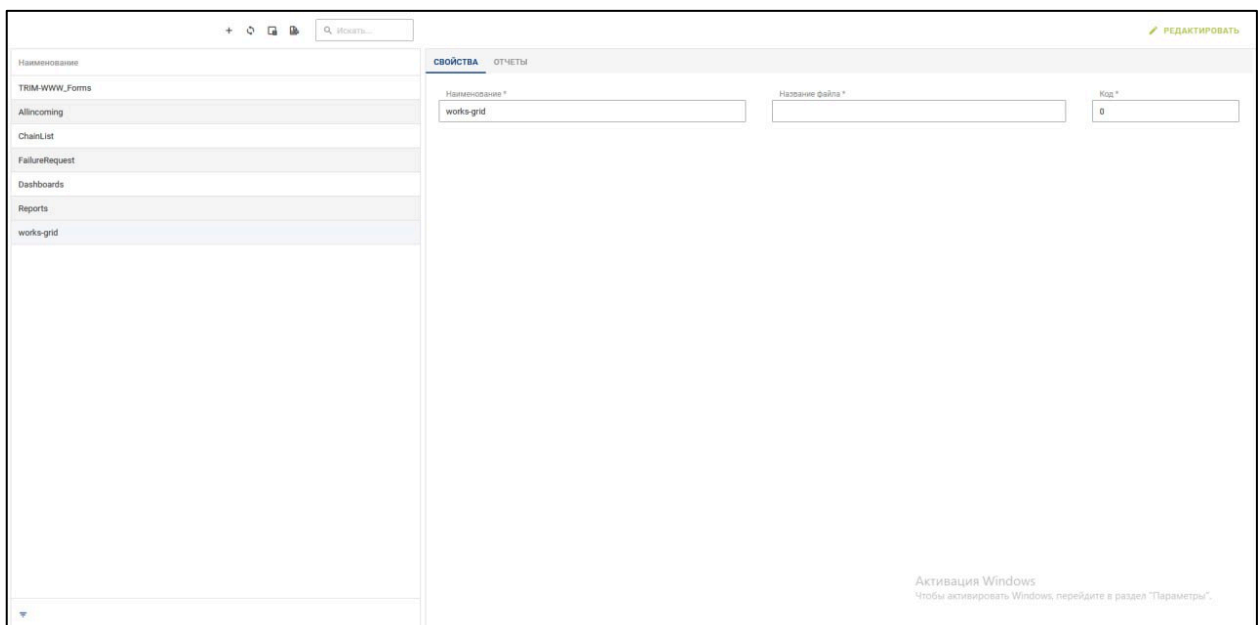 Искать...
РЕДАКТИРОВАТЬ
Наименование
TRIM-WWW_Forms
Allincoming
ChainList
FailureRequest
Dashboards
Reports
works-grid
СВОЙСТВА ОТЧЕТЫ
Наименование * Название файла * Код *
works-grid 0
Активация Windows
Чтобы активировать Windows, перейдите в раздел "Параметры".